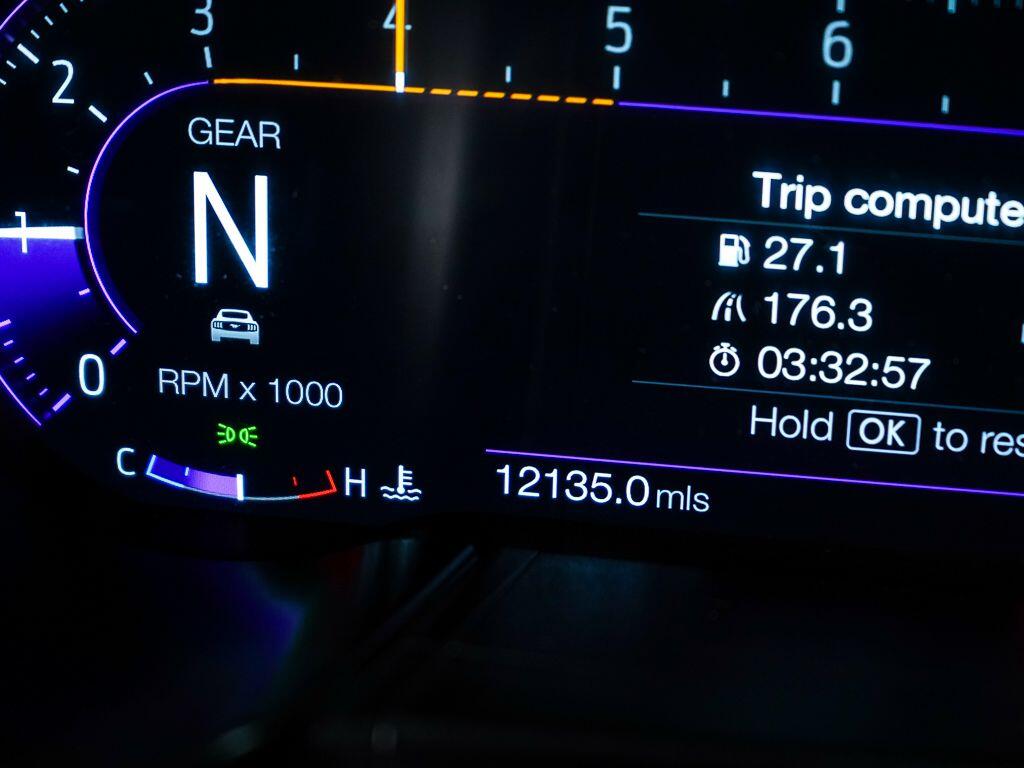 3 4 5 6
2
GEAR
N
1
Trip compute
27.1
176.3
03:32:57
0
RPM x 1000
Hold OK to res
C H
12135.0 mls